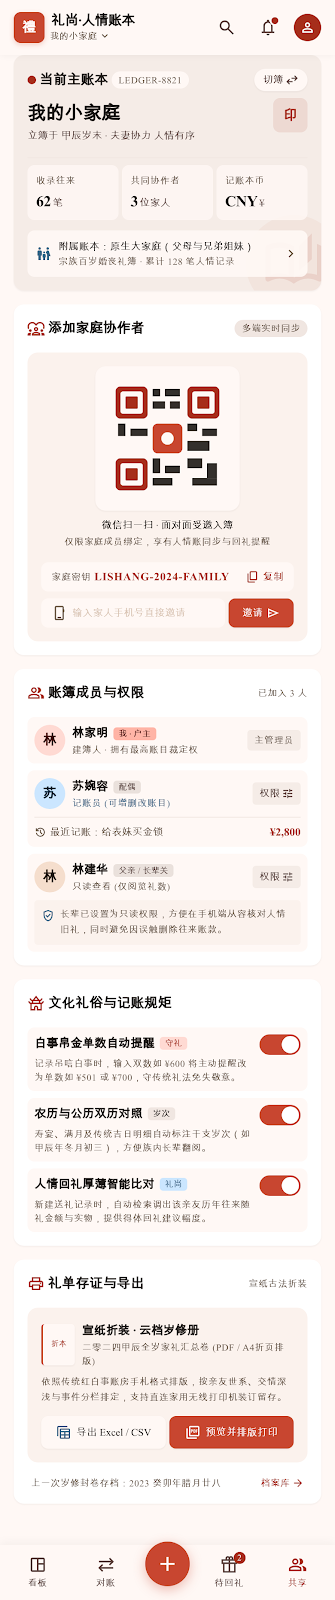 禮
礼尚·人情账本
我的小家庭
当前主账本 LEDGER-8821 切簿
我的小家庭
印
立簿于 甲辰岁末 · 夫妻协力 人情有序
收录往来 共同协作者 记账本币
62笔 3位家人 CNY¥
附属账本：原生大家庭（父母与兄弟姐妹）
宗族百岁婚丧礼簿 · 累计 128 笔人情记录
添加家庭协作者 多端实时同步
微信扫一扫 · 面对面受邀入簿
仅限家庭成员绑定，享有人情账同步与回礼提醒
家庭密钥 LISHANG-2024-FAMILY 复制
输入家人手机号直接邀请 邀请
账簿成员与权限 已加入 3 人
林 林家明 我 · 户主 主管理员
建簿人 · 拥有最高账目裁定权
苏 苏婉容 配偶 权限
记账员 (可增删改账目)
最近记账：给表妹买金锁 ¥2,800
林 林建华 父亲 / 长辈关 权限
只读查看 (仅阅览礼数)
长辈已设置为只读权限，方便在手机端从容核对人情
旧礼，同时避免因误触删除往来账款。
文化礼俗与记账规矩
白事帛金单数自动提醒 守礼
记录吊唁白事时，输入双数如 ¥600 将主动提醒改
为单数如 ¥501 或 ¥700，守传统礼法免失敬意。
农历与公历双历对照 岁次
寿宴、满月及传统吉日明细自动标注干支岁次（如
甲辰年冬月初三），方便族内长辈翻阅。
人情回礼厚薄智能比对 礼尚
新建送礼记录时，自动检索调出该亲友历年往来随
礼金额与实物，提供得体回礼建议幅度。
礼单存证与导出 宣纸古法折装
折本
宣纸折装 · 云档岁修册
二零二四甲辰全岁家礼汇总卷 (PDF / A4折页排
版)
依照传统红白事账房手札格式排版，按亲友世系、交情深
浅与事件分栏排定，支持直连家用无线打印机装订留存。
导出 Excel / CSV 预览并排版打印
上一次岁修封卷存档：2023 癸卯年腊月廿八 档案库
2
看板 对账 待回礼 共享